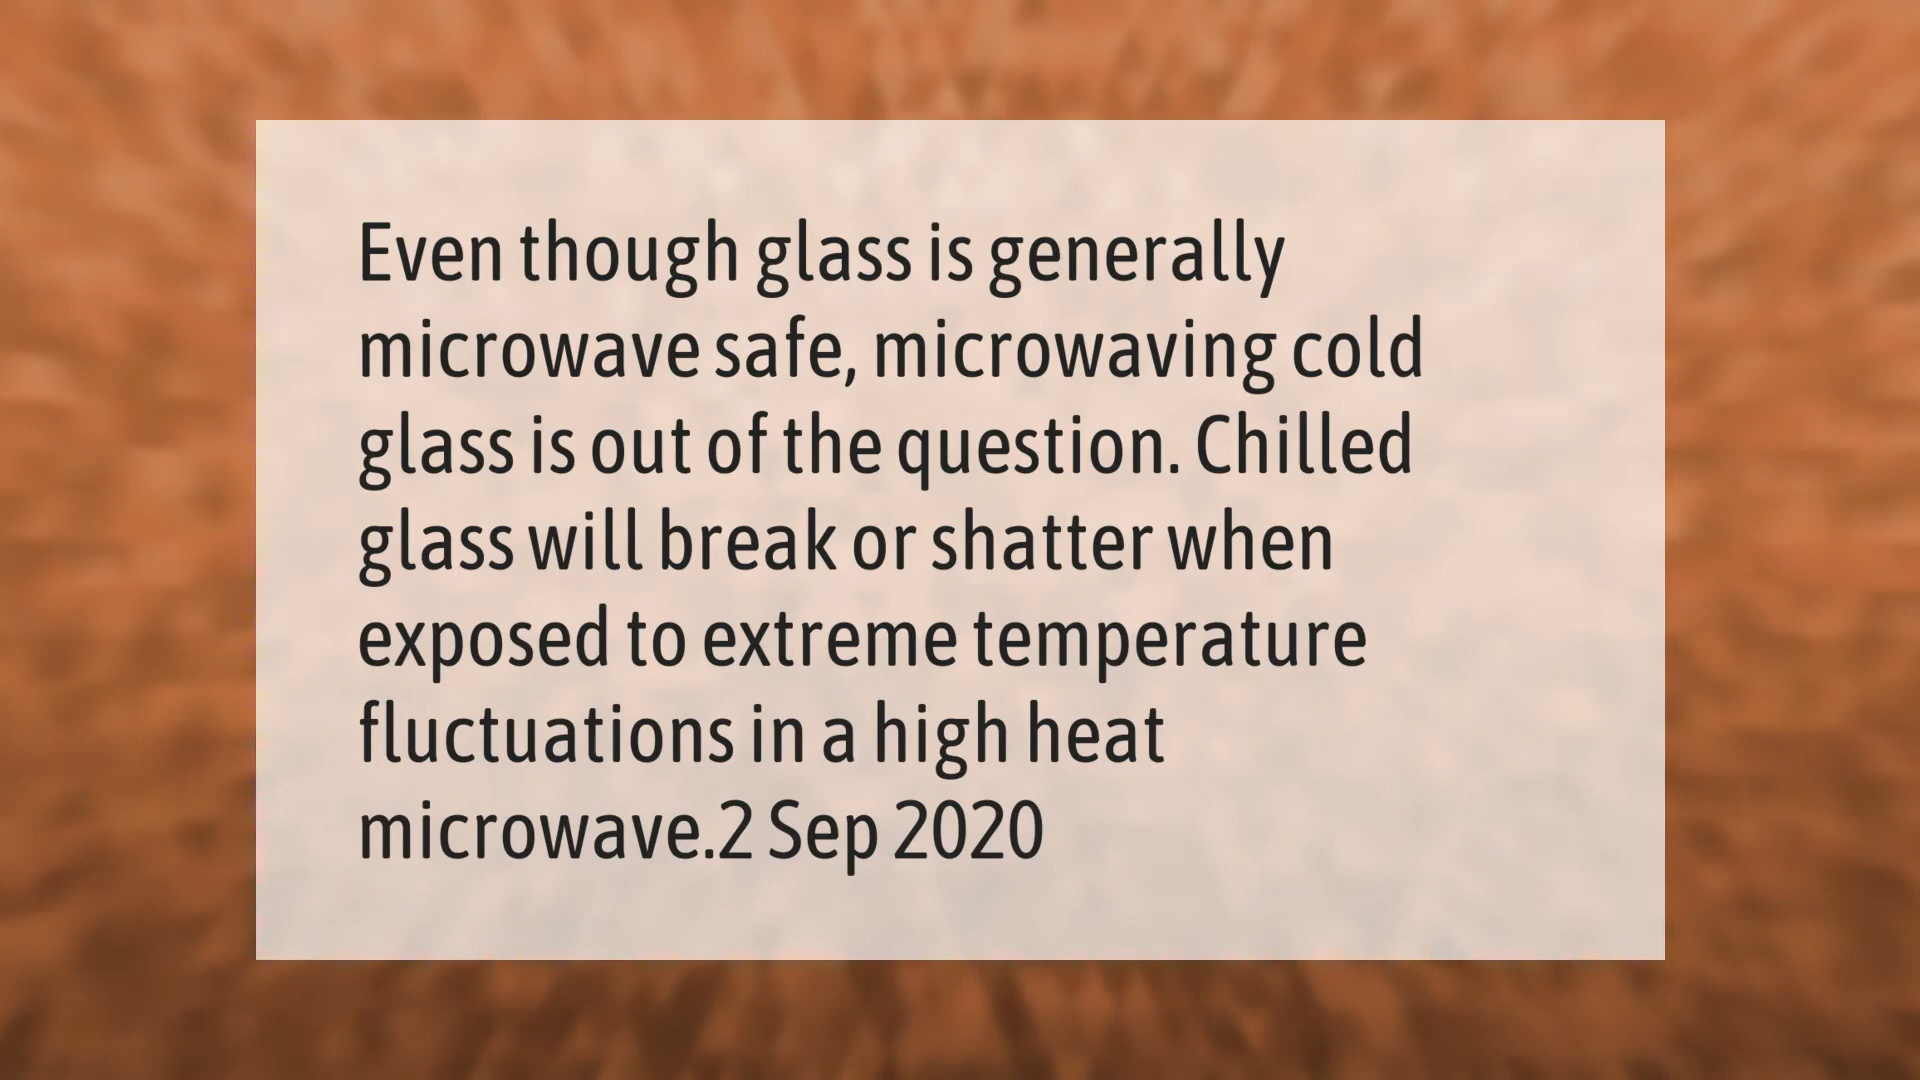 Even though glass is generally
microwave safe, microwaving cold
glass is out of the question. Chilled
glass will break or shatter when
exposed to extreme temperature
fluctuations in a high heat
microwave.2 Sep 2020